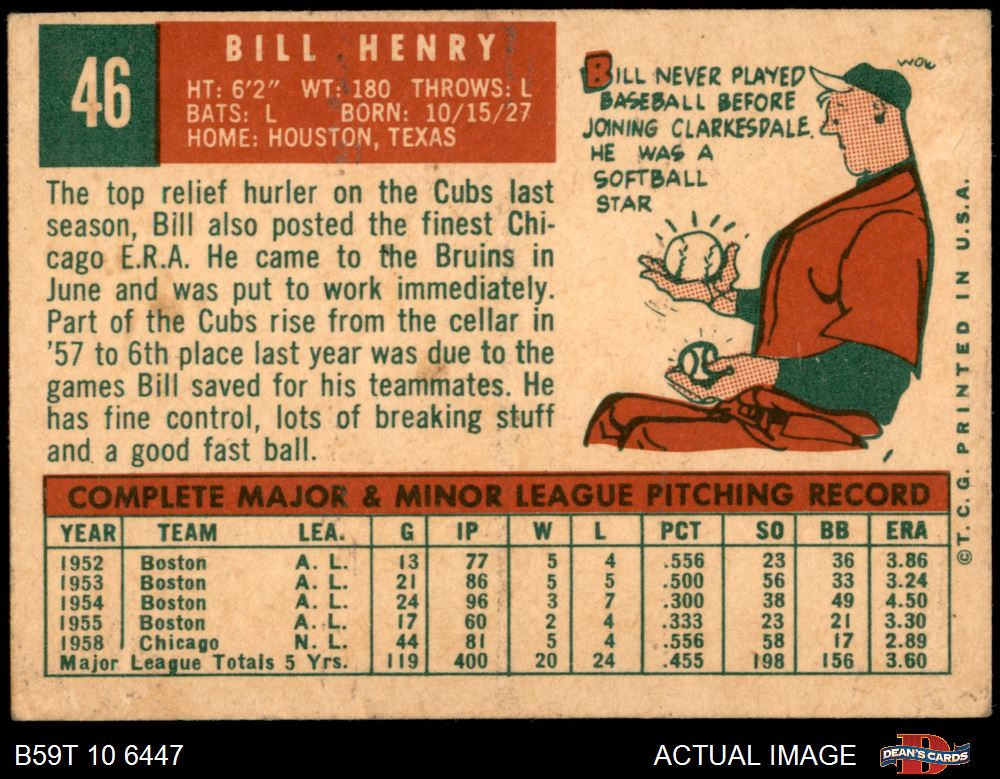 46
BILL HENRY
HT: 6'2" WT: 180 THROWS: L
BATS: L BORN: 10/15/27
HOME: HOUSTON, TEXAS
BILL NEVER PLAYED
BASEBALL BEFORE
JOINING CLARKESDALE.
HE WAS A
SOFTBALL
STAR
WOW
The top relief hurler on the Cubs last
season, Bill also posted the finest Chi-
cago E.R.A. He came to the Bruins in
June and was put to work immediately.
Part of the Cubs rise from the cellar in
'57 to 6th place last year was due to the
games Bill saved for his teammates. He
has fine control, lots of breaking stuff
and a good fast ball.
©T.C.G. PRINTED IN U.S.A.
COMPLETE MAJOR & MINOR LEAGUE PITCHING RECORD
YEAR TEAM LEA. G IP W L PCT SO BB ERA
1952 Boston A. L. 13 77 5 4 .556 23 36 3.86
1953 Boston A. L. 21 86 5 5 .500 56 33 3.24
1954 Boston A. L. 24 96 3 7 .300 38 49 4.50
1955 Boston A. L. 17 60 2 4 .333 23 21 3.30
1958 Chicago N. L. 44 81 5 4 .556 58 17 2.89
Major League Totals 5 Yrs. 119 400 20 24 .455 198 156 3.60
B59T 10 6447
ACTUAL IMAGE
DEAN'S CARDS